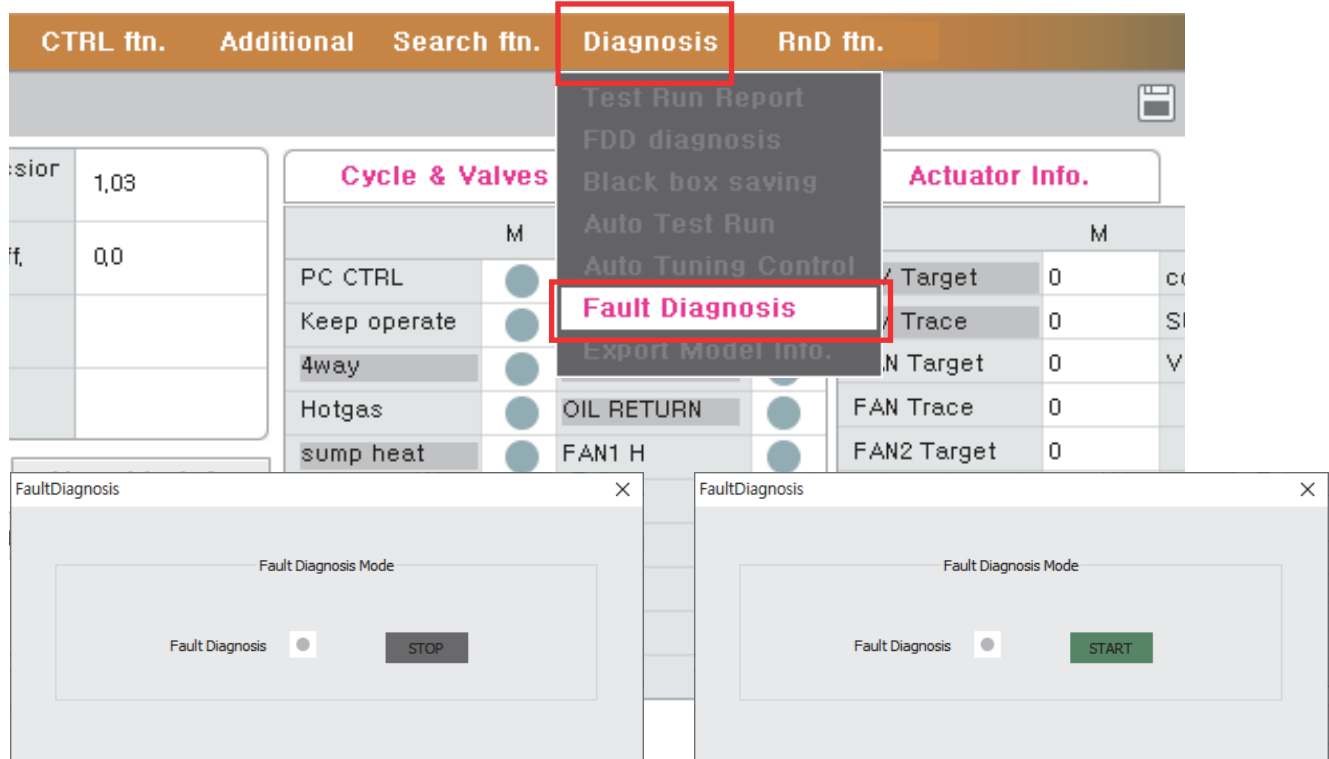 CTRL ftn. Additional Search ftn. Diagnosis RnD ftn.
Test Run Report
FDD diagnosis
Black box saving
Auto Test Run
Auto Tuning Control
Fault Diagnosis
Export Model Info.
1,03
0,0
Cycle & Valves
M
PC CTRL
Keep operate
4way
Hotgas OIL RETURN
sump heat FAN1 H
Actuator Info.
M
Target 0
Trace 0
Target 0
FAN Trace 0
FAN2 Target 0
FaultDiagnosis
Fault Diagnosis Mode
Fault Diagnosis STOP
FaultDiagnosis
Fault Diagnosis Mode
Fault Diagnosis START